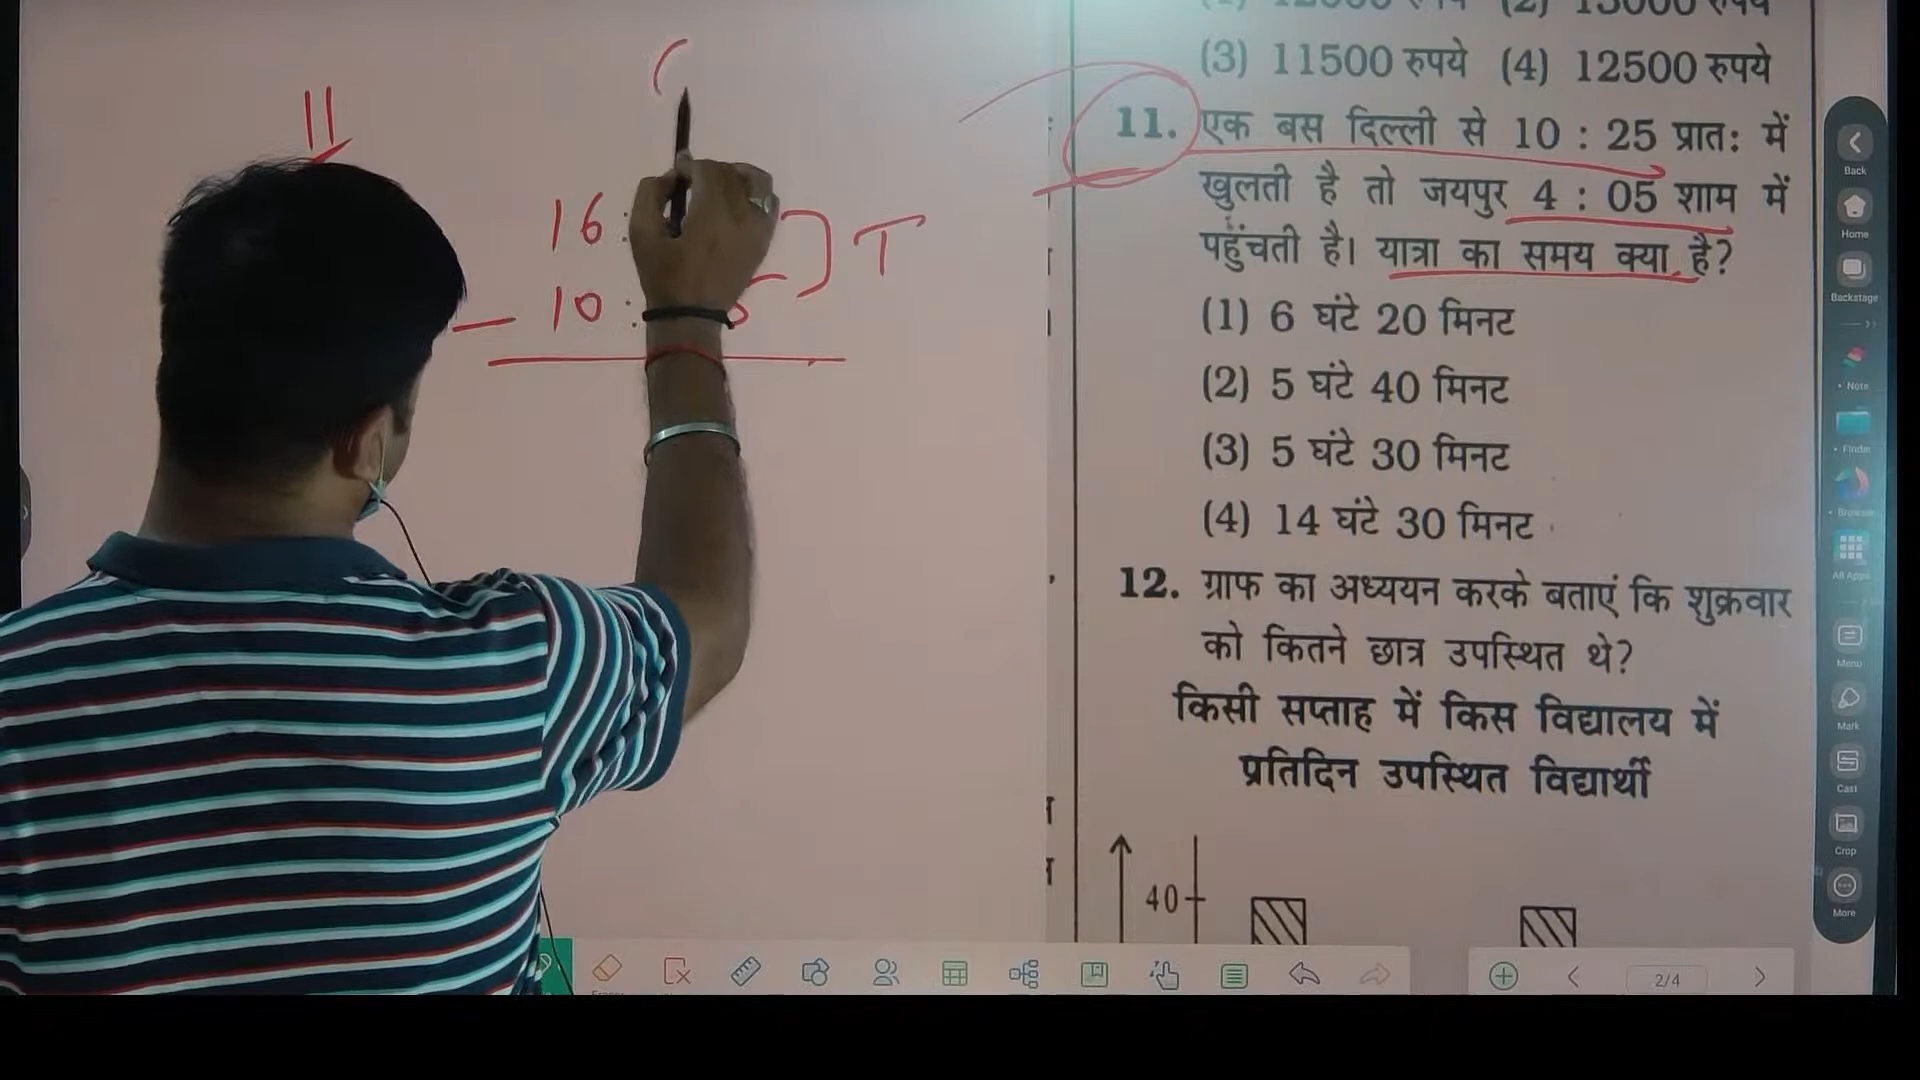 (3) 11500 रुपये (4) 12500 रुपये
11. एक बस दिल्ली से 10 : 25 प्रातः में
खुलती है तो जयपुर 4 : 05 शाम में
पहुंचती है। यात्रा का समय क्या है?
(1) 6 घंटे 20 मिनट
(2) 5 घंटे 40 मिनट
(3) 5 घंटे 30 मिनट
(4) 14 घंटे 30 मिनट
12. ग्राफ का अध्ययन करके बताएं कि शुक्रवार
को कितने छात्र उपस्थित थे?
किसी सप्ताह में किस विद्यालय में
प्रतिदिन उपस्थित विद्यार्थी
40
11
16 :
T
– 10 :
Back
Home
Backstage
Note
Finder
All Apps
Menu
Mark
Cast
Crop
More
2/4